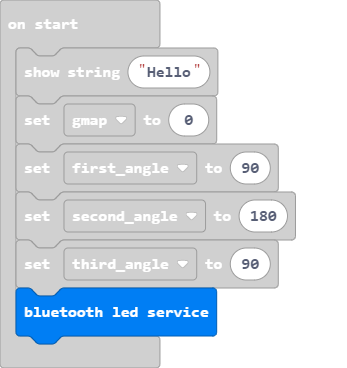 on start
show string "Hello"
set gmap to 0
set first_angle to 90
set second_angle to 180
set third_angle to 90
bluetooth led service